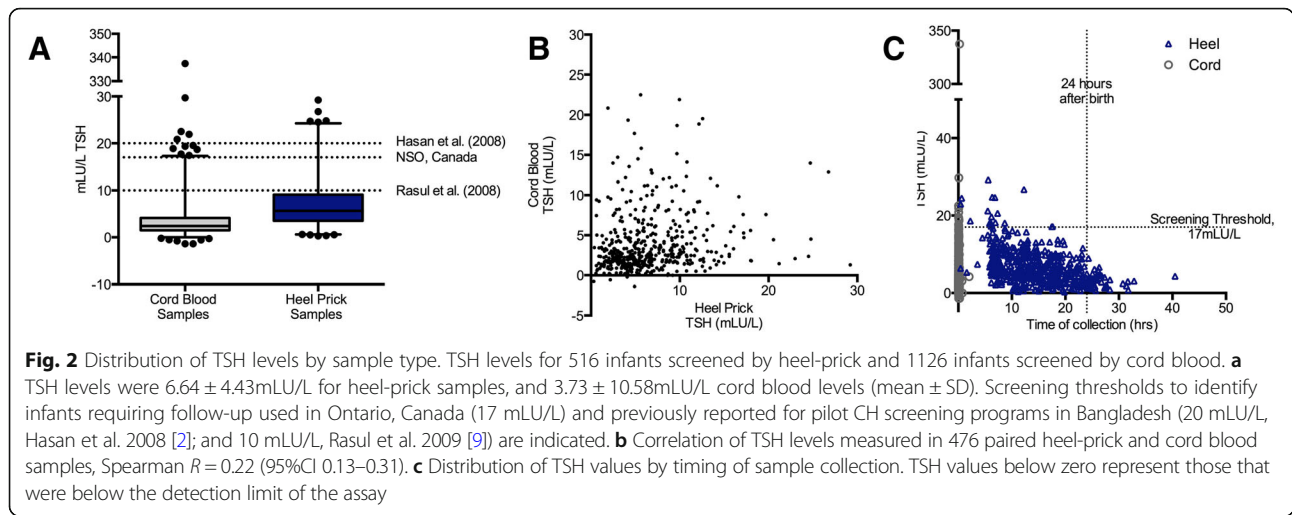 A
350
340
330
30
20
10
0
-10
mLU/L TSH
Hasan et al. (2008)
NSO, Canada
Rasul et al. (2008)
Cord Blood Samples
Heel Prick Samples
B
30
25
20
15
10
5
0
-5
Cord Blood
TSH (mLU/L)
10
20
30
Heel Prick
TSH (mLU/L)
C
350
300
40
20
0
TSH (mLU/L)
Heel
Cord
24 hours
after birth
Screening Threshold,
17mLU/L
10
20
30
40
50
Time of collection (hrs)
Fig. 2 Distribution of TSH levels by sample type. TSH levels for 516 infants screened by heel-prick and 1126 infants screened by cord blood. a
TSH levels were 6.64 ± 4.43mLU/L for heel-prick samples, and 3.73 ± 10.58mLU/L cord blood levels (mean ± SD). Screening thresholds to identify
infants requiring follow-up used in Ontario, Canada (17 mLU/L) and previously reported for pilot CH screening programs in Bangladesh (20 mLU/L,
Hasan et al. 2008 [2]; and 10 mLU/L, Rasul et al. 2009 [9]) are indicated. b Correlation of TSH levels measured in 476 paired heel-prick and cord blood
samples, Spearman R = 0.22 (95%CI 0.13–0.31). c Distribution of TSH values by timing of sample collection. TSH values below zero represent those that
were below the detection limit of the assay